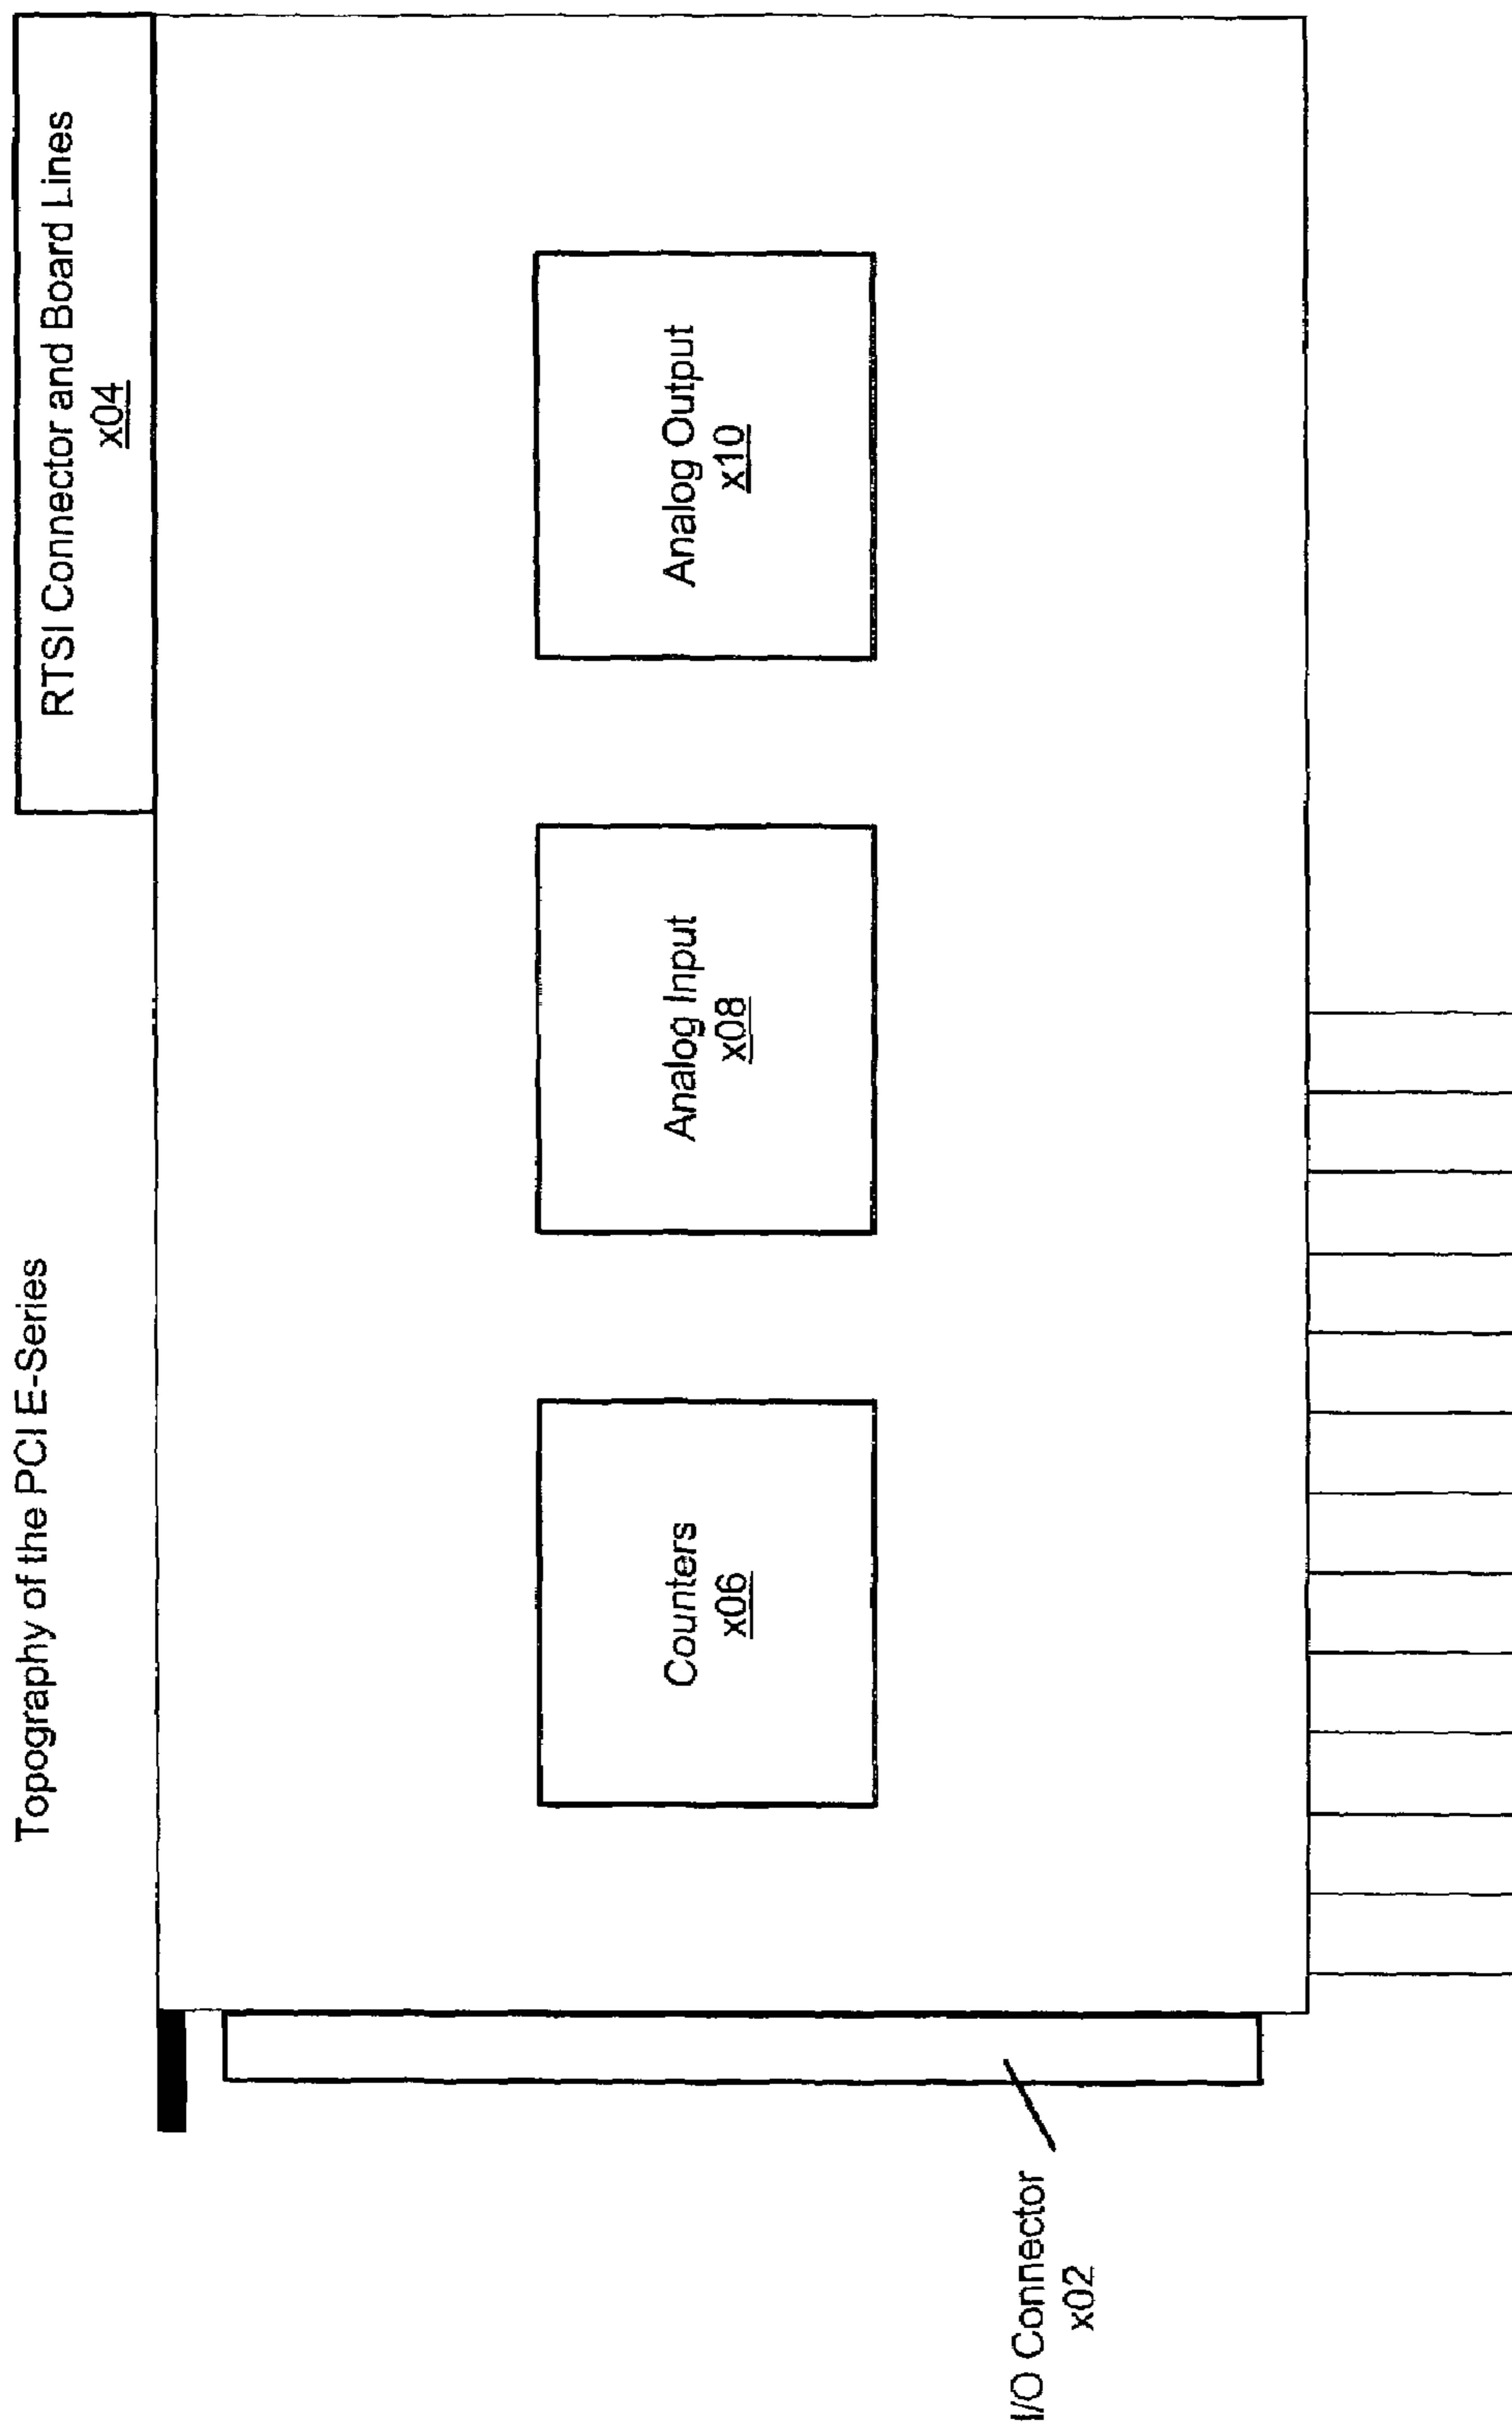 Topography of the PCI E-Series
RTSI Connector and Board Lines
x04
Counters
x06
Analog Input
x08
Analog Output
x10
I/O Connector
x02